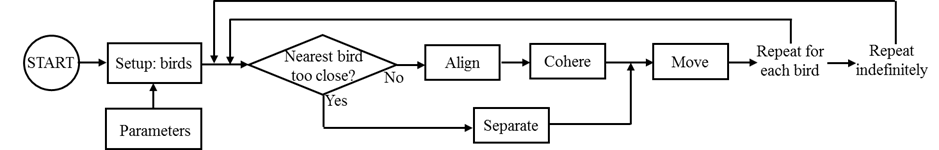 START
Setup: birds
Parameters
Nearest bird
too close?
No
Yes
Align
Cohere
Separate
Move
Repeat for
each bird
Repeat
indefinitely